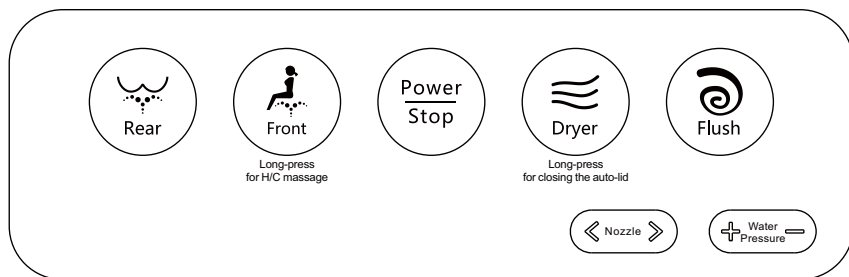 Rear
Front
Power
Stop
Dryer
Flush
Long-press
for H/C massage
Long-press
for closing the auto-lid
Nozzle
Water
Pressure